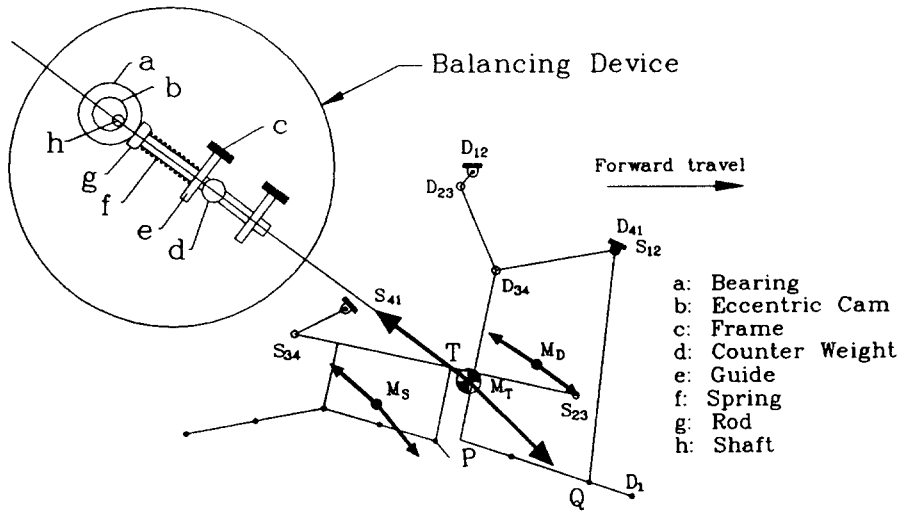 a
b
h
g
f
e
d
c
Balancing Device
D12
D23
Forward travel
D41
S12
D34
S41
S34
T
MT
MD
S23
MS
P
Q
D1
a: Bearing
b: Eccentric Cam
c: Frame
d: Counter Weight
e: Guide
f: Spring
g: Rod
h: Shaft